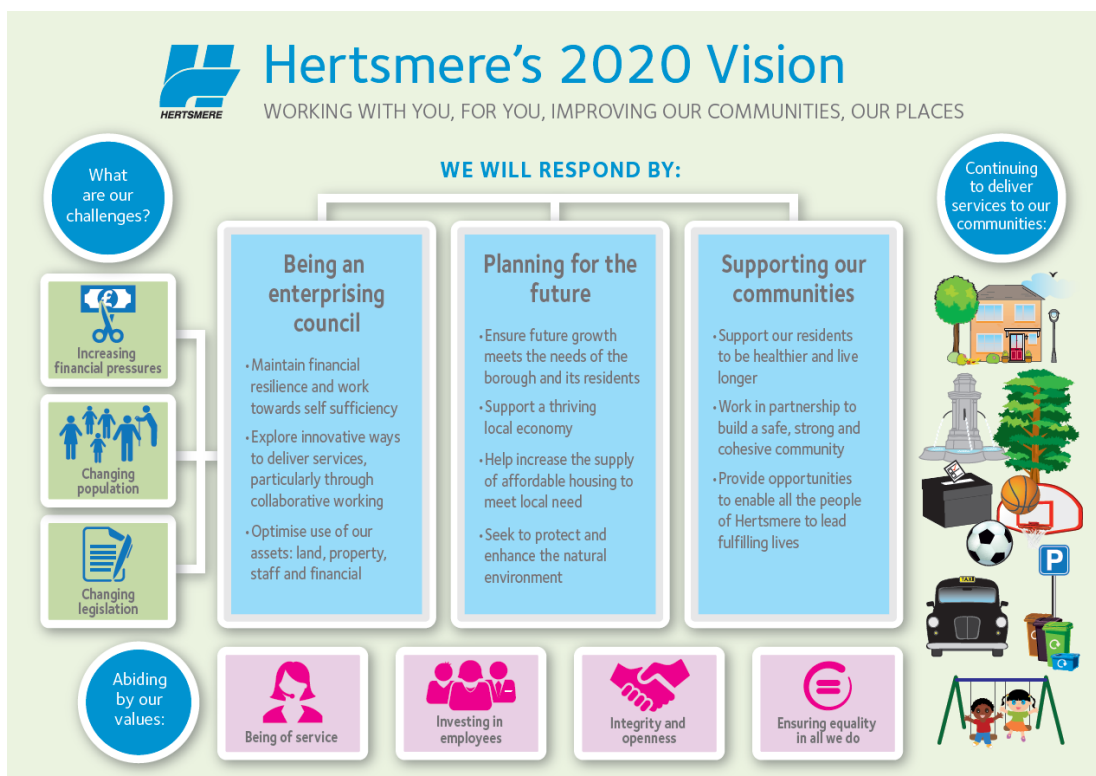 HERTSMERE
Hertsmere's 2020 Vision
WORKING WITH YOU, FOR YOU, IMPROVING OUR COMMUNITIES, OUR PLACES
What
are our
challenges?
Increasing
financial pressures
Changing
population
Changing
legislation
WE WILL RESPOND BY:
Being an
enterprising
council
•Maintain financial
resilience and work
towards self sufficiency
•Explore innovative ways
to deliver services,
particularly through
collaborative working
•Optimise use of our
assets: land, property,
staff and financial
Planning for the
future
•Ensure future growth
meets the needs of the
borough and its residents
•Support a thriving
local economy
•Help increase the supply
of affordable housing to
meet local need
•Seek to protect and
enhance the natural
environment
Supporting our
communities
•Support our residents
to be healthier and live
longer
•Work in partnership to
build a safe, strong and
cohesive community
•Provide opportunities
to enable all the people
of Hertsmere to lead
fulfilling lives
Continuing
to deliver
services to our
communities:
P
TAXI
Abiding
by our
values:
Being of service
Investing in
employees
Integrity and
openness
Ensuring equality
in all we do